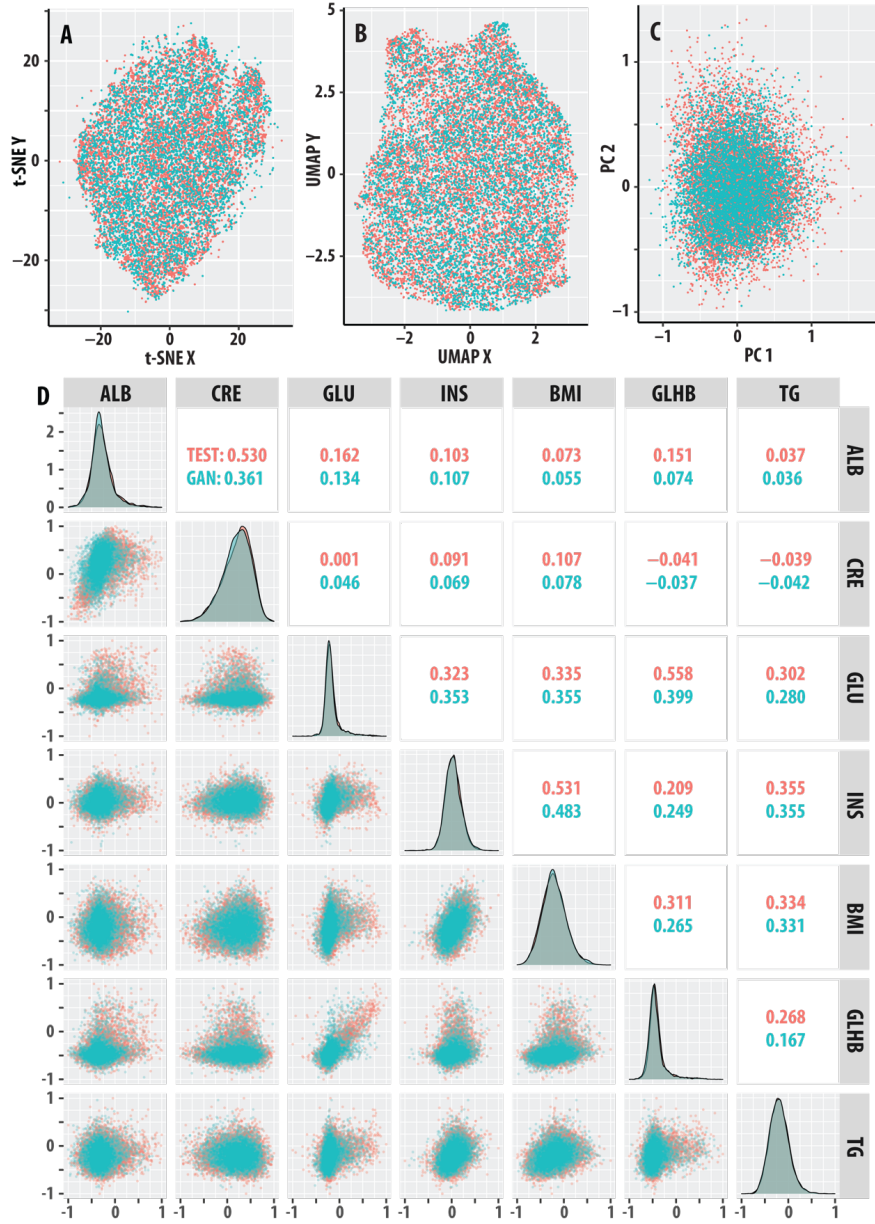 A
B
C
20
0
−20
t-SNE Y
−20
0
20
t-SNE X
5
2.5
0
−2.5
UMAP Y
−2
0
2
UMAP X
1
0
−1
PC 2
−1
0
1
PC 1
D
ALB CRE GLU INS BMI GLHB TG
2
1
0
TEST: 0.530 0.162 0.103 0.073 0.151 0.037
GAN: 0.361 0.134 0.107 0.055 0.074 0.036
ALB
1
0
-1
0.001 0.091 0.107 −0.041 −0.039
0.046 0.069 0.078 −0.037 −0.042
CRE
1
0
-1
0.323 0.335 0.558 0.302
0.353 0.355 0.399 0.280
GLU
1
0
-1
0.531 0.209 0.355
0.483 0.249 0.355
INS
1
0
-1
0.311 0.334
0.265 0.331
BMI
1
0
-1
0.268
0.167
GLHB
1
0
-1
TG
-1 0 1 -1 0 1 -1 0 1 -1 0 1 -1 0 1 -1 0 1 -1 0 1